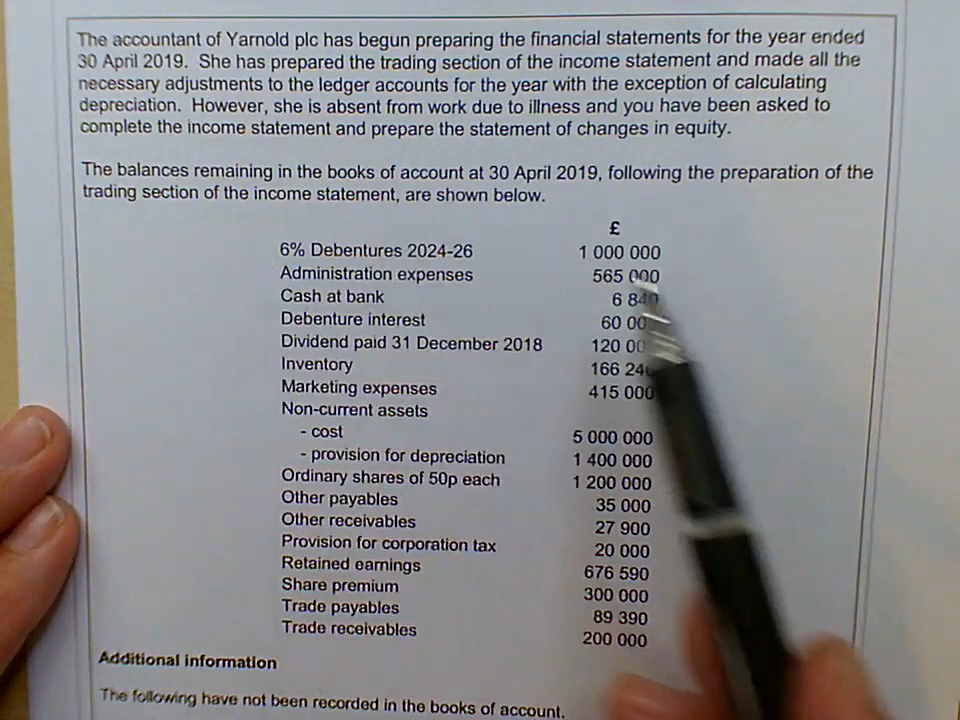 The accountant of Yarnold plc has begun preparing the financial statements for the year ended
30 April 2019. She has prepared the trading section of the income statement and made all the
necessary adjustments to the ledger accounts for the year with the exception of calculating
depreciation. However, she is absent from work due to illness and you have been asked to
complete the income statement and prepare the statement of changes in equity.
The balances remaining in the books of account at 30 April 2019, following the preparation of the
trading section of the income statement, are shown below.
£
6% Debentures 2024-26 1 000 000
Administration expenses 565 000
Cash at bank 6 840
Debenture interest 60 00
Dividend paid 31 December 2018 120 00
Inventory 166 24
Marketing expenses 415 000
Non-current assets
- cost 5 000 000
- provision for depreciation 1 400 000
Ordinary shares of 50p each 1 200 000
Other payables 35 000
Other receivables 27 900
Provision for corporation tax 20 000
Retained earnings 676 590
Share premium 300 000
Trade payables 89 390
Trade receivables 200 000
Additional information
The following have not been recorded in the books of account.